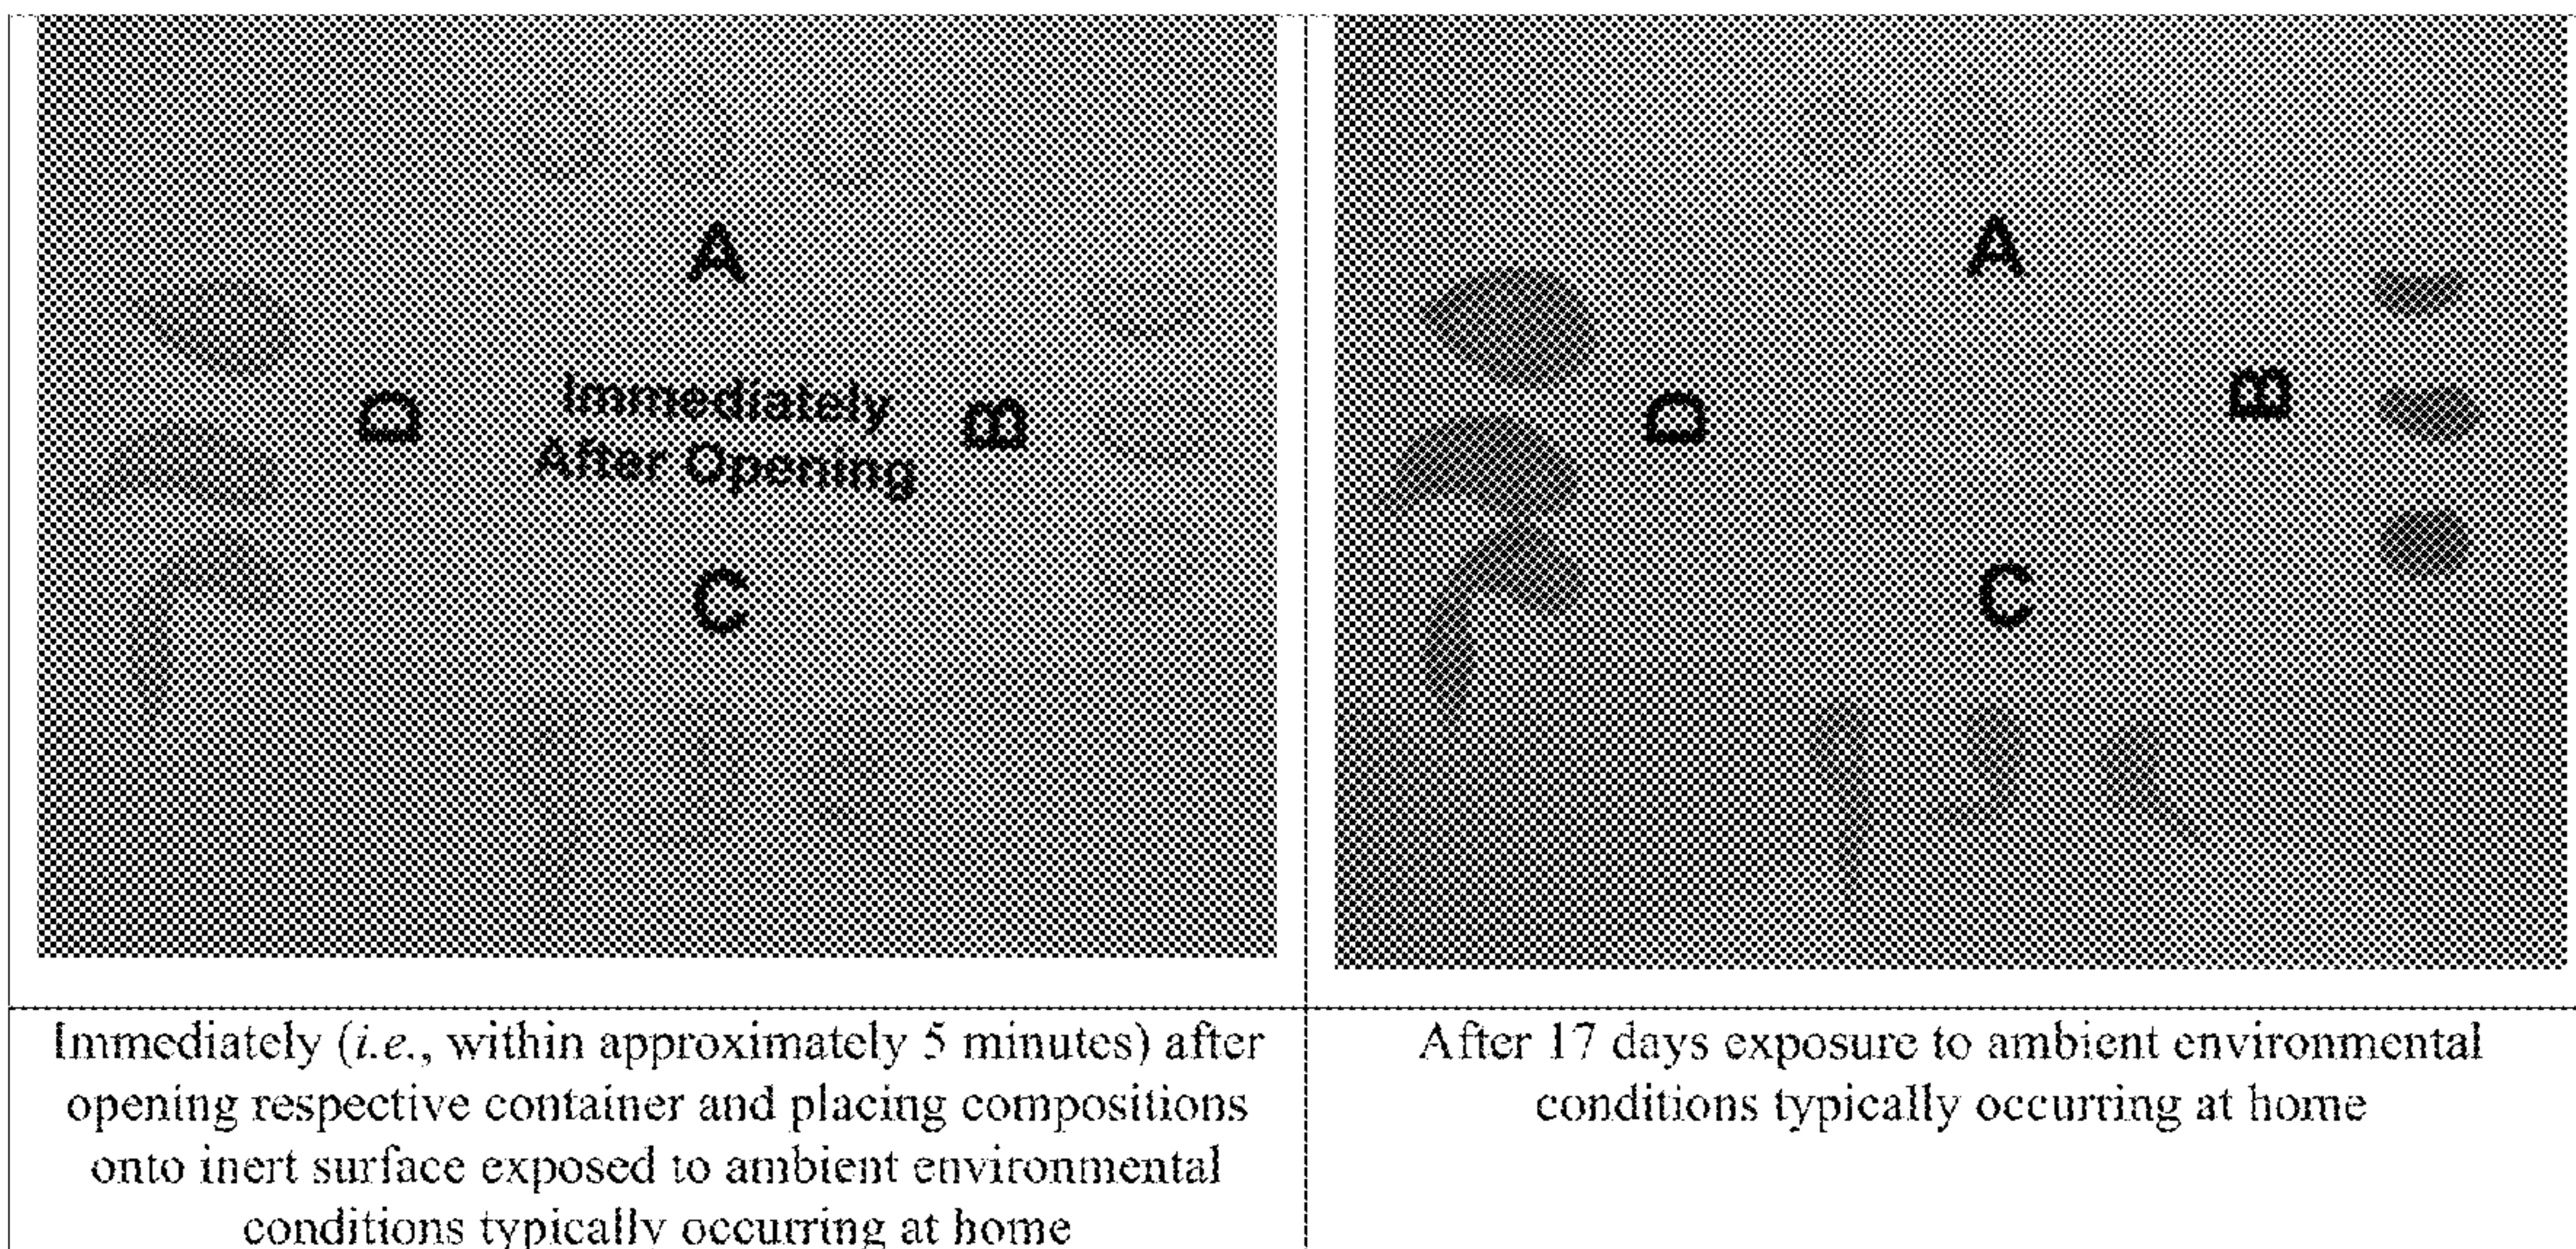 A
D
Immediately
After Opening
B
C
A
D
B
C
Immediately (i.e., within approximately 5 minutes) after
opening respective container and placing compositions
onto inert surface exposed to ambient environmental
conditions typically occurring at home
After 17 days exposure to ambient environmental
conditions typically occurring at home